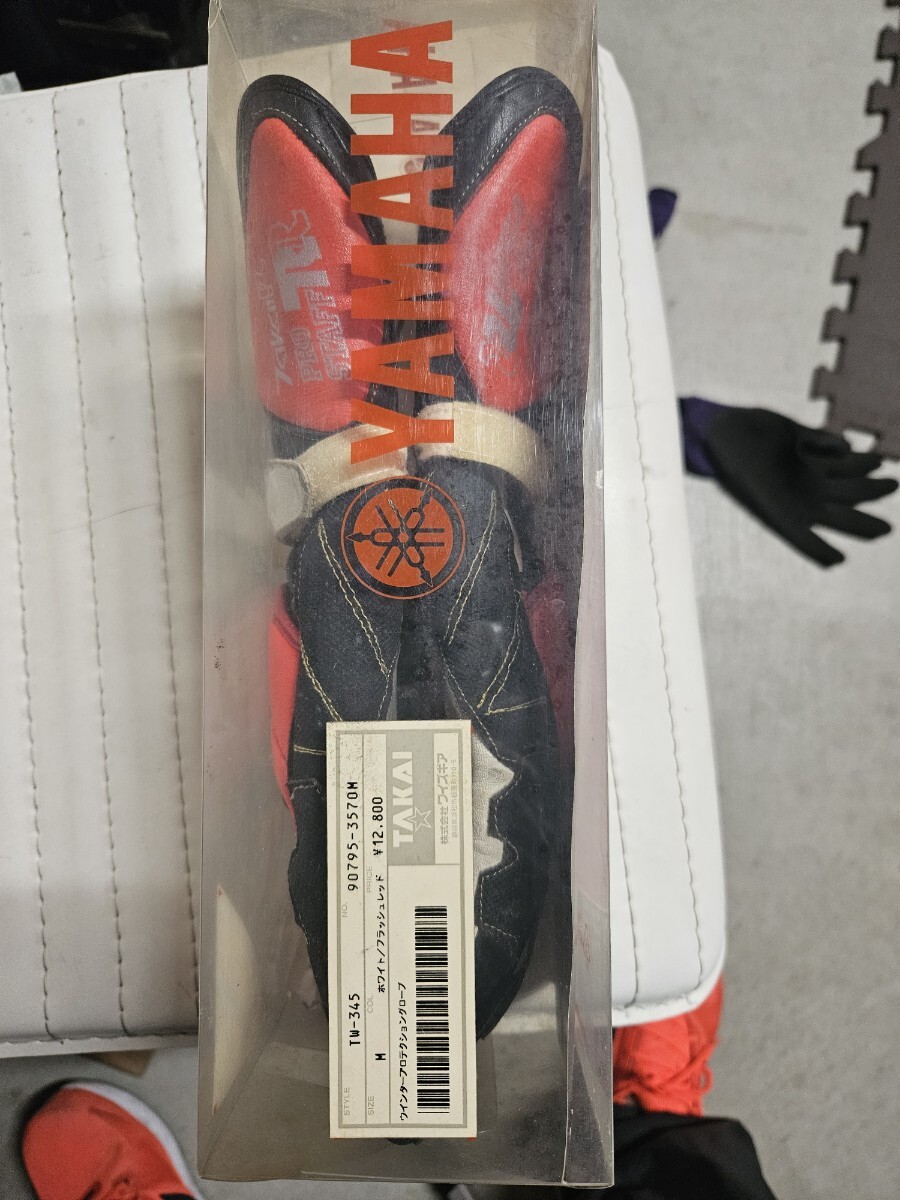 YAMAHA
PRO
STAFF
TAKAI
株式会社 ワイズギア
STYLE TW-345 NO. 90795-3570M
SIZE M COL ホワイト/フラッシュレッド PRICE ¥12.800
ウインタープロテクショングローブ